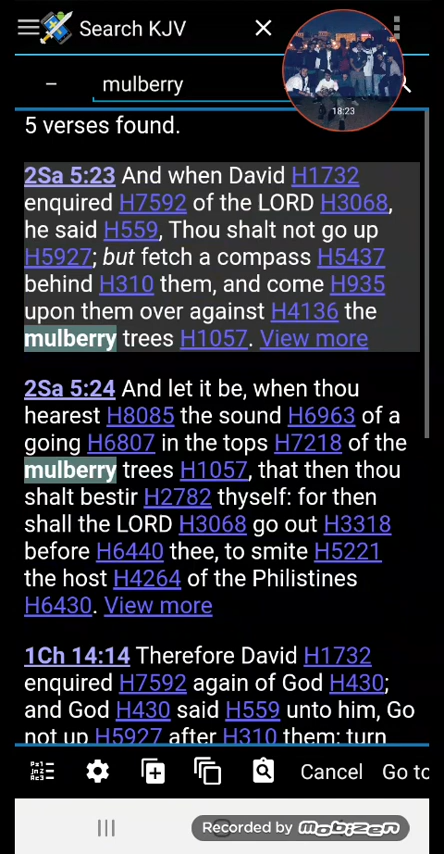 Search KJV
mulberry
18:23
5 verses found.
2Sa 5:23 And when David H1732
enquired H7592 of the LORD H3068,
he said H559, Thou shalt not go up
H5927; but fetch a compass H5437
behind H310 them, and come H935
upon them over against H4136 the
mulberry trees H1057. View more
2Sa 5:24 And let it be, when thou
hearest H8085 the sound H6963 of a
going H6807 in the tops H7218 of the
mulberry trees H1057, that then thou
shalt bestir H2782 thyself: for then
shall the LORD H3068 go out H3318
before H6440 thee, to smite H5221
the host H4264 of the Philistines
H6430. View more
1Ch 14:14 Therefore David H1732
enquired H7592 again of God H430;
and God H430 said H559 unto him, Go
not up H5927 after H310 them; turn
Cancel Go to
Recorded by Mobizen